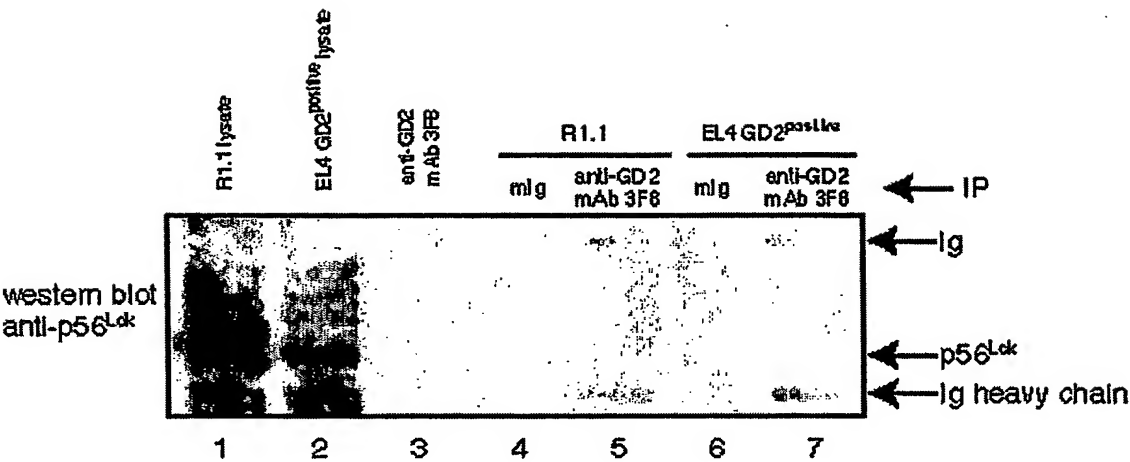 R1.1 lysate
EL4 GD2positive lysate
anti-GD2
mAb 3F8
R1.1
EL4 GD2positive
mIg
anti-GD2
mAb 3F8
mIg
anti-GD2
mAb 3F8
IP
Ig
western blot
anti-p56Lck
p56Lck
Ig heavy chain
1 2 3 4 5 6 7